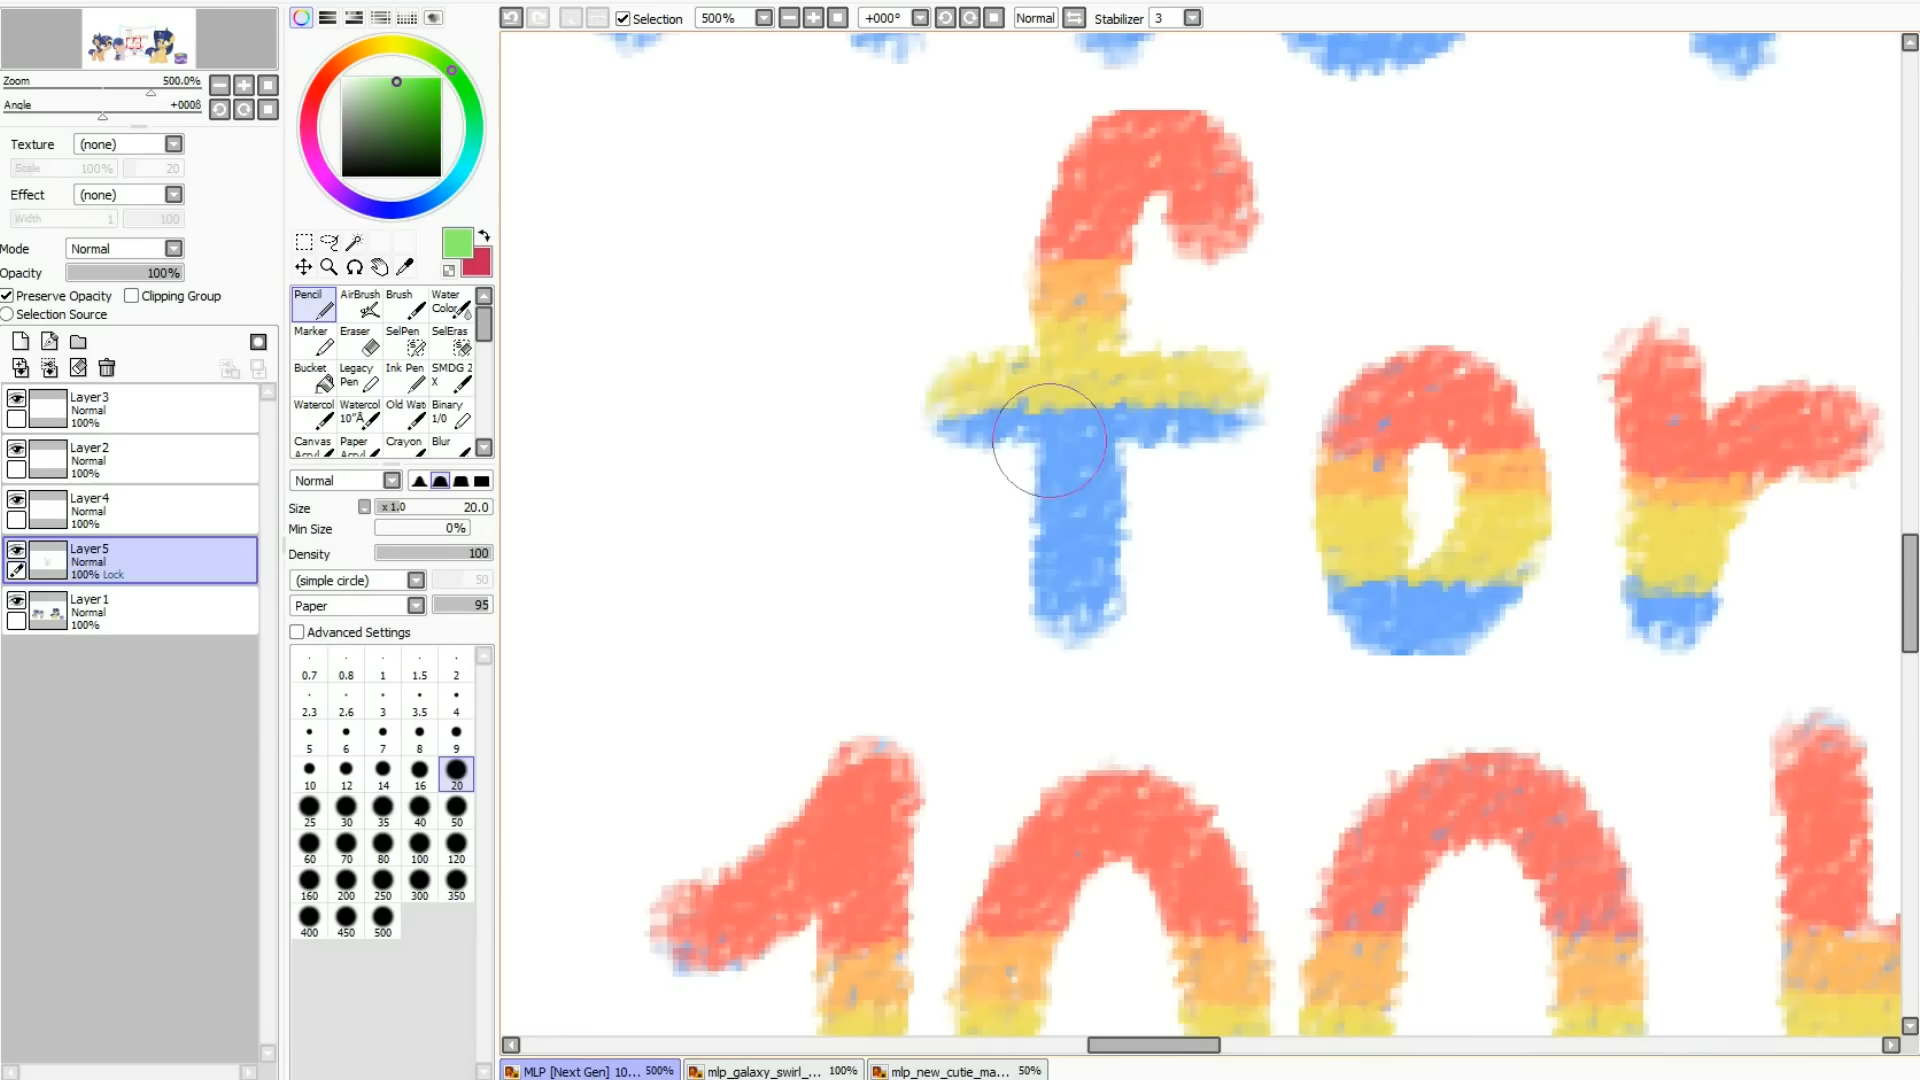 Selection 500% +000° Normal Stabilizer 3
Zoom 500.0%
Angle +000å
Texture (none)
Scale 100% 20
Effect (none)
Width 1 100
Mode Normal
Opacity 100%
Preserve Opacity Clipping Group
Selection Source
Layer3
Normal
100%
Layer2
Normal
100%
Layer4
Normal
100%
Layer5
Normal
100% Lock
Layer1
Normal
100%
Pencil AirBrush Brush Water Color
Marker Eraser SelPen SelEras
Bucket Legacy Pen Ink Pen SMDG 2 X
Watercol Watercol 10"Â Old Wat Binary 1/0
Canvas Acryl Paper Acryl Crayon Blur
Normal
Size x 1.0 20.0
Min Size 0%
Density 100
(simple circle) 50
Paper 95
Advanced Settings
0.7 0.8 1 1.5 2
2.3 2.6 3 3.5 4
5 6 7 8 9
10 12 14 16 20
25 30 35 40 50
60 70 80 100 120
160 200 250 300 350
400 450 500
for
MLP [Next Gen] 10... 500% mlp_galaxy_swirl_... 100% mlp_new_cutie_ma... 50%